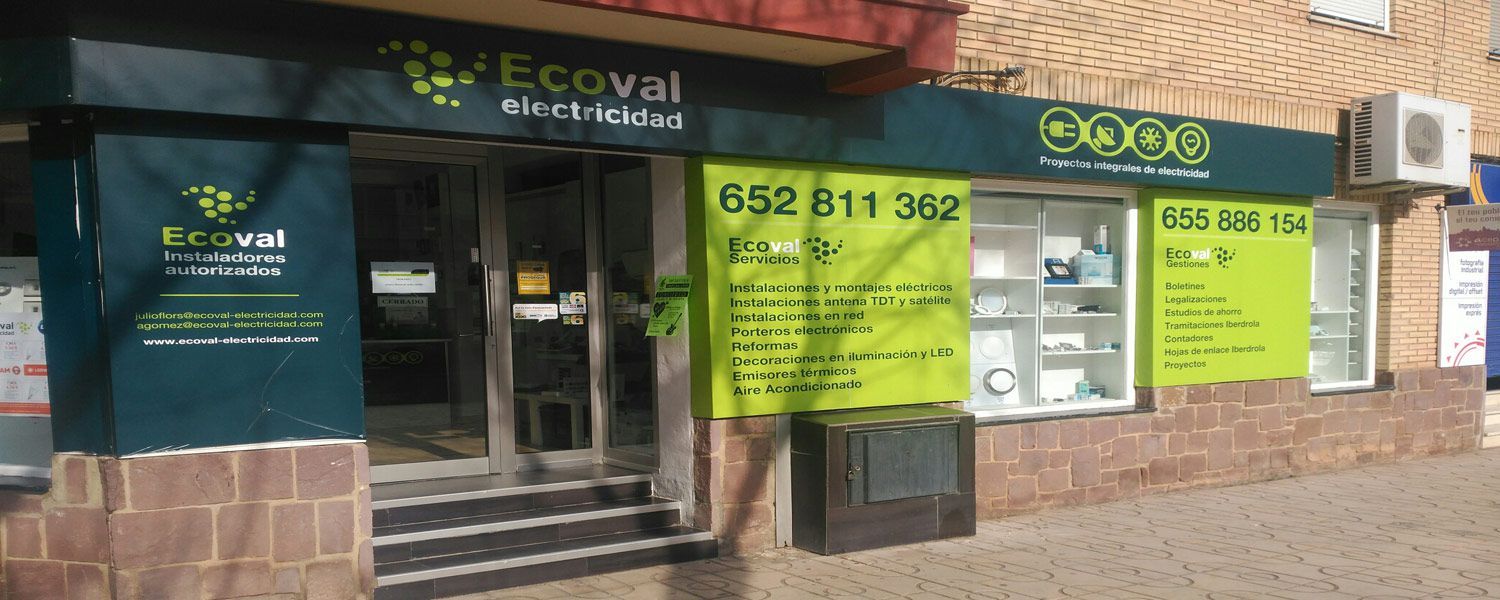 Ecoval
electricidad
Proyectos integrales de electricidad
Ecoval
Instaladores
autorizados
julioflors@ecoval-electricidad.com
agomez@ecoval-electricidad.com
www.ecoval-electricidad.com
CERRADO
652 811 362
Ecoval
Servicios
Instalaciones y montajes eléctricos
Instalaciones antena TDT y satélite
Instalaciones en red
Porteros electrónicos
Reformas
Decoraciones en iluminación y LED
Emisores térmicos
Aire Acondicionado
655 886 154
Ecoval
Gestiones
Boletines
Legalizaciones
Estudios de ahorro
Tramitaciones Iberdrola
Contadores
Hojas de enlace Iberdrola
Proyectos
fotografía
industrial
impresión
digital / offset
impresión
exprés